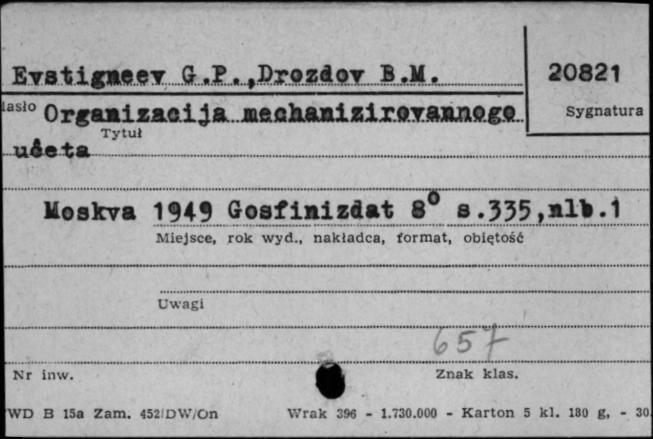 Evstigneev G.P.,Drozdov B.M.
20821
iasło Organizacija mechanizirovannogo
Sygnatura
Tytuł
učeta
Moskva 1949 Gosfinizdat 8° s.335,nlb.1
Miejsce, rok wyd., nakładca, format, obiętość
Uwagi
657
Nr inw.
Znak klas.
WD B 15a Zam. 452/DW/On Wrak 396 - 1.730.000 - Karton 5 kl. 180 g, - 30.